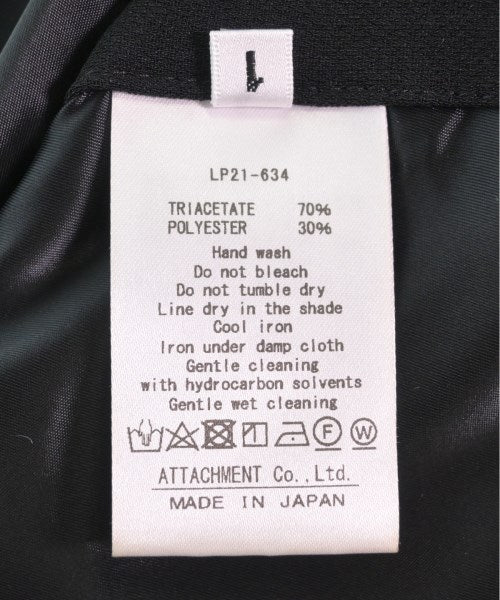 1
LP21-634
TRIACETATE 70%
POLYESTER 30%
Hand wash
Do not bleach
Do not tumble dry
Line dry in the shade
Cool iron
Iron under damp cloth
Gentle cleaning
with hydrocarbon solvents
Gentle wet cleaning
F W
ATTACHMENT Co.,Ltd.
MADE IN JAPAN